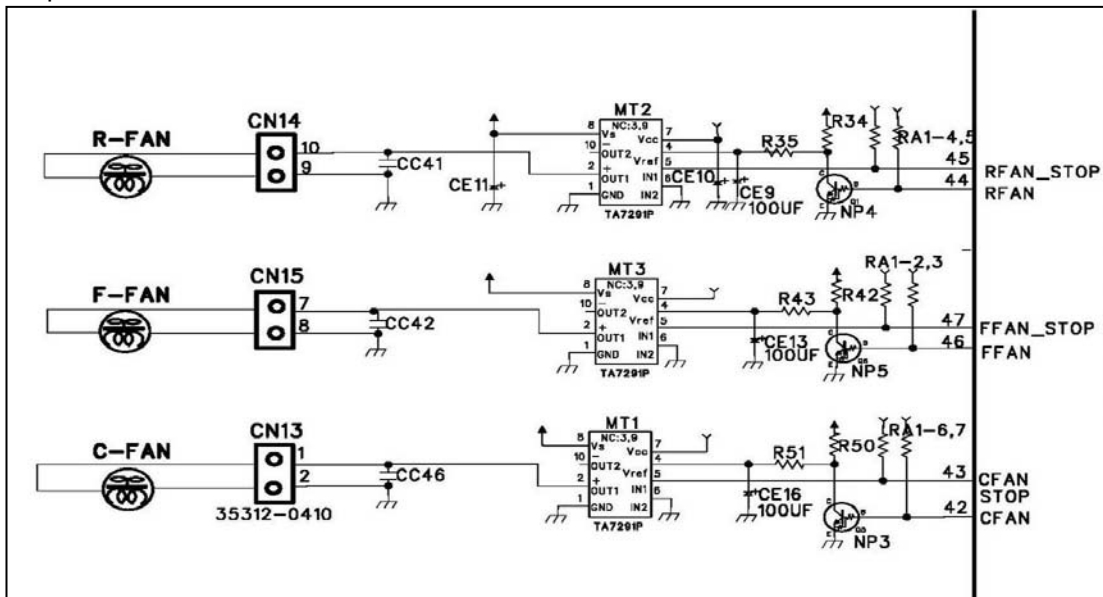 R-FAN
CN14
10
9
CC41
CE11
+
MT2
NC:3,9
8
Vs
7
Vcc
10
OUT2
4
Vref
5
2
+
OUT1
IN1
6
1
GND
IN2
TA7291P
CE10
+
CE9
100UF
R35
R34
RA1-4,5
45
RFAN_STOP
44
RFAN
C
B
Q1
NP4
F-FAN
CN15
7
8
CC42
MT3
NC:3,9
8
Vs
7
Vcc
10
OUT2
4
Vref
5
2
+
OUT1
IN1
6
1
GND
IN2
TA7291P
CE13
100UF
R43
R42
RA1-2,3
47
FFAN_STOP
46
FFAN
C
B
E
NP5
C-FAN
CN13
1
2
35312-0410
CC46
MT1
NC:3,9
8
Vs
7
Vcc
10
OUT2
4
Vref
5
2
+
OUT1
IN1
6
1
GND
IN2
TA7291P
CE16
100UF
R51
R50
RA1-6,7
43
CFAN
STOP
42
CFAN
C
B
E
NP3